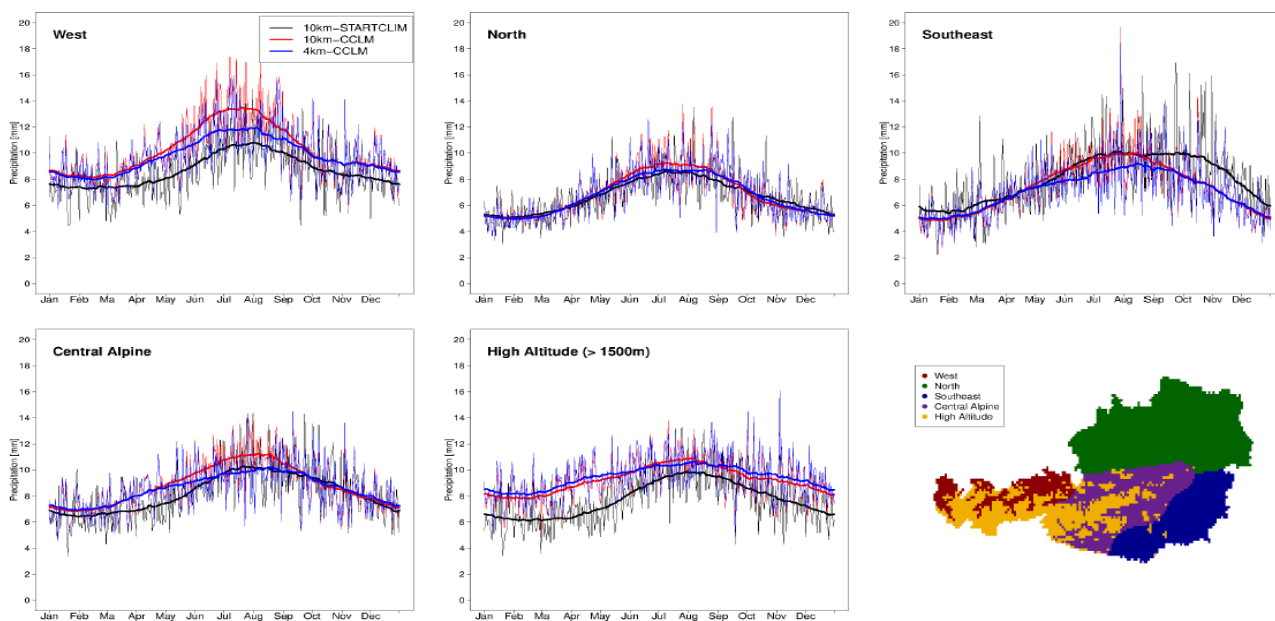 West
10km-STARTCLIM
10km-CCLM
4km-CCLM
Precipitation [mm]
20
18
16
14
12
10
8
6
4
2
0
Jan Feb Ma Apr May Jun Jul Aug Sep Oct Nov Dec
North
Precipitation [mm]
20
18
16
14
12
10
8
6
4
2
0
Jan Feb Ma Apr May Jun Jul Aug Sep Oct Nov Dec
Southeast
Precipitation [mm]
20
18
16
14
12
10
8
6
4
2
0
Jan Feb Ma Apr May Jun Jul Aug Sep Oct Nov Dec
Central Alpine
Precipitation [mm]
20
18
16
14
12
10
8
6
4
2
0
Jan Feb Ma Apr May Jun Jul Aug Sep Oct Nov Dec
High Altitude (> 1500m)
Precipitation [mm]
20
18
16
14
12
10
8
6
4
2
0
Jan Feb Ma Apr May Jun Jul Aug Sep Oct Nov Dec
West
North
Southeast
Central Alpine
High Altitude